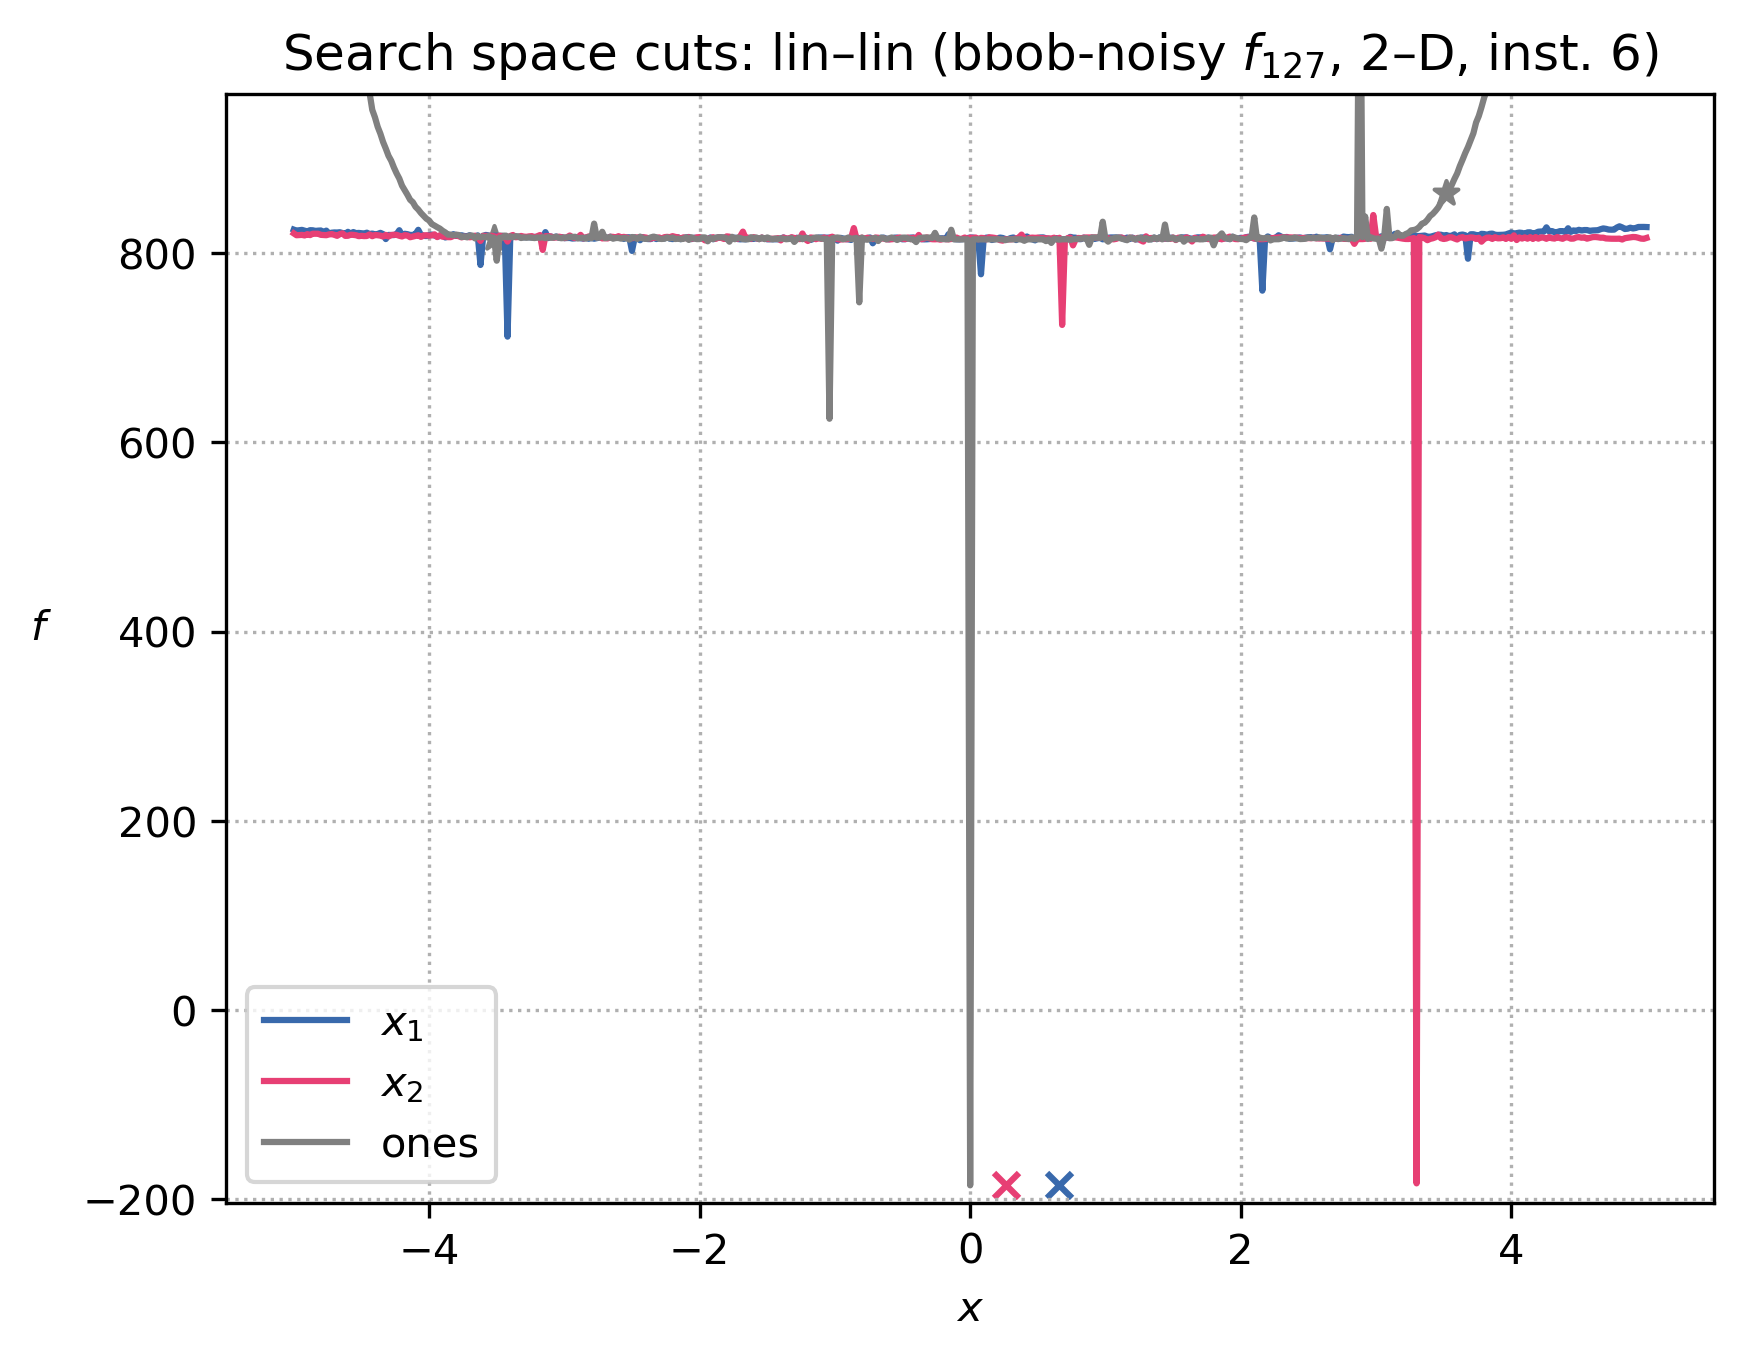 Search space cuts: lin–lin (bbob-noisy f₁₂₇, 2–D, inst. 6)
800
600
400
200
0
−200
f
x₁
x₂
ones
−4
−2
0
2
4
x